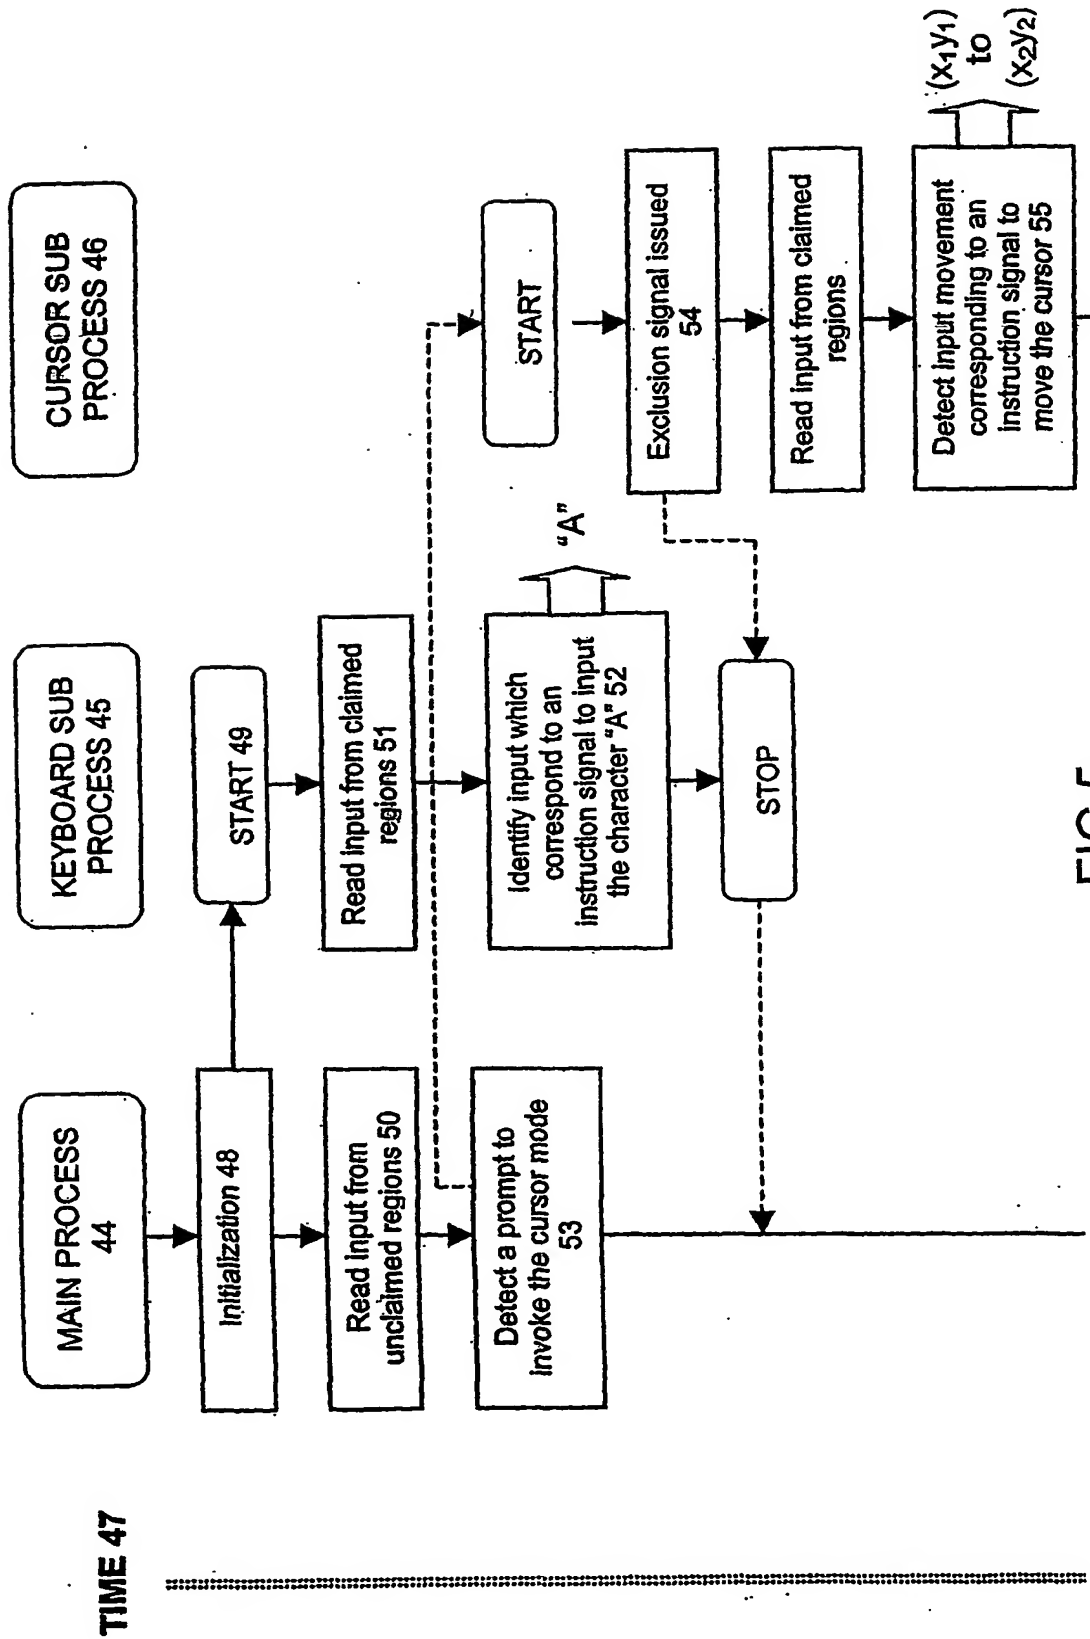 TIME 47
MAIN PROCESS
44
Initialization 48
Read Input from
unclaimed regions 50
Detect a prompt to
invoke the cursor mode
53
KEYBOARD SUB
PROCESS 45
START 49
Read Input from claimed
regions 51
Identify input which
correspond to an
instruction signal to input
the character “A” 52
“A”
STOP
CURSOR SUB
PROCESS 46
START
Exclusion signal issued
54
Read input from claimed
regions
Detect input movement
corresponding to an
instruction signal to
move the cursor 55
(x1y1)
to
(x2y2)